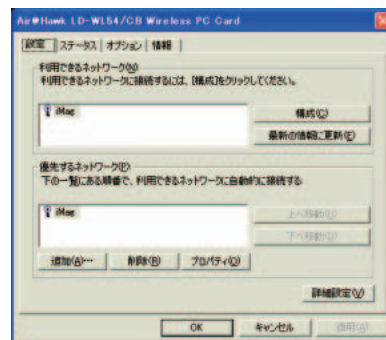 Air@Hawk LD-WL54/CB Wireless PC Card
設定 ステータス オプション 情報
利用できるネットワーク(N)
利用できるネットワークに接続するには、[構成]をクリックしてください。
iMac
構成(C)
最新の情報に更新(E)
優先するネットワーク(P)
下の一覧にある順番で、利用できるネットワークに自動的に接続する
iMac
上へ移動(U)
下へ移動(D)
追加(A)... 削除(R) プロパティ(O)
詳細設定(V)
OK キャンセル 適用(A)